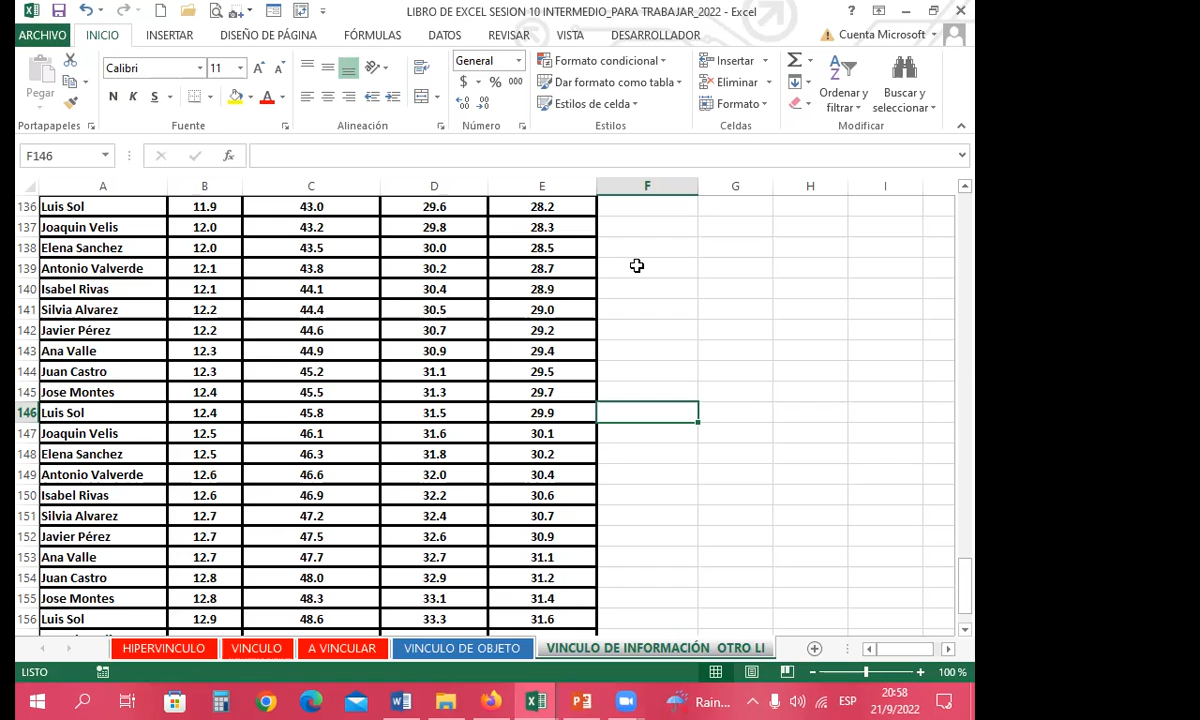 LIBRO DE EXCEL SESION 10 INTERMEDIO_PARA TRABAJAR_2022 - Excel
ARCHIVO INICIO INSERTAR DISEÑO DE PÁGINA FÓRMULAS DATOS REVISAR VISTA DESARROLLADOR Cuenta Microsoft
Calibri 11 General Formato condicional Insertar
Pegar $ % 000 Dar formato como tabla Eliminar Ordenar y Buscar y
N K S Estilos de celda Formato filtrar seleccionar
Portapapeles Fuente Alineación Número Estilos Celdas Modificar
F146 fx
A B C D E F G H I
136 Luis Sol 11.9 43.0 29.6 28.2
137 Joaquin Velis 12.0 43.2 29.8 28.3
138 Elena Sanchez 12.0 43.5 30.0 28.5
139 Antonio Valverde 12.1 43.8 30.2 28.7
140 Isabel Rivas 12.1 44.1 30.4 28.9
141 Silvia Alvarez 12.2 44.4 30.5 29.0
142 Javier Pérez 12.2 44.6 30.7 29.2
143 Ana Valle 12.3 44.9 30.9 29.4
144 Juan Castro 12.3 45.2 31.1 29.5
145 Jose Montes 12.4 45.5 31.3 29.7
146 Luis Sol 12.4 45.8 31.5 29.9
147 Joaquin Velis 12.5 46.1 31.6 30.1
148 Elena Sanchez 12.5 46.3 31.8 30.2
149 Antonio Valverde 12.6 46.6 32.0 30.4
150 Isabel Rivas 12.6 46.9 32.2 30.6
151 Silvia Alvarez 12.7 47.2 32.4 30.7
152 Javier Pérez 12.7 47.5 32.6 30.9
153 Ana Valle 12.7 47.7 32.7 31.1
154 Juan Castro 12.8 48.0 32.9 31.2
155 Jose Montes 12.8 48.3 33.1 31.4
156 Luis Sol 12.9 48.6 33.3 31.6
HIPERVINCULO VINCULO A VINCULAR VINCULO DE OBJETO VINCULO DE INFORMACIÓN OTRO LI
LISTO 100 %
Rain... ESP 20:58
21/9/2022